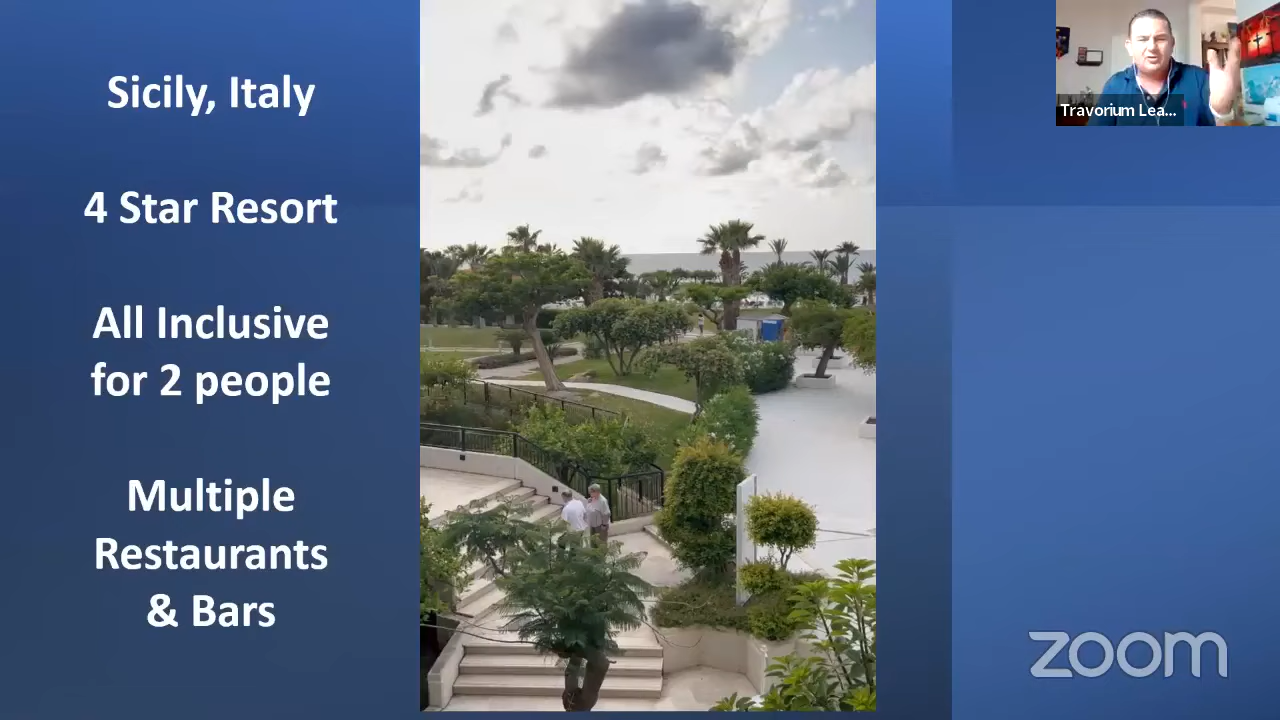 Sicily, Italy
4 Star Resort
All Inclusive
for 2 people
Multiple
Restaurants
& Bars
Travorium Lea...
zoom